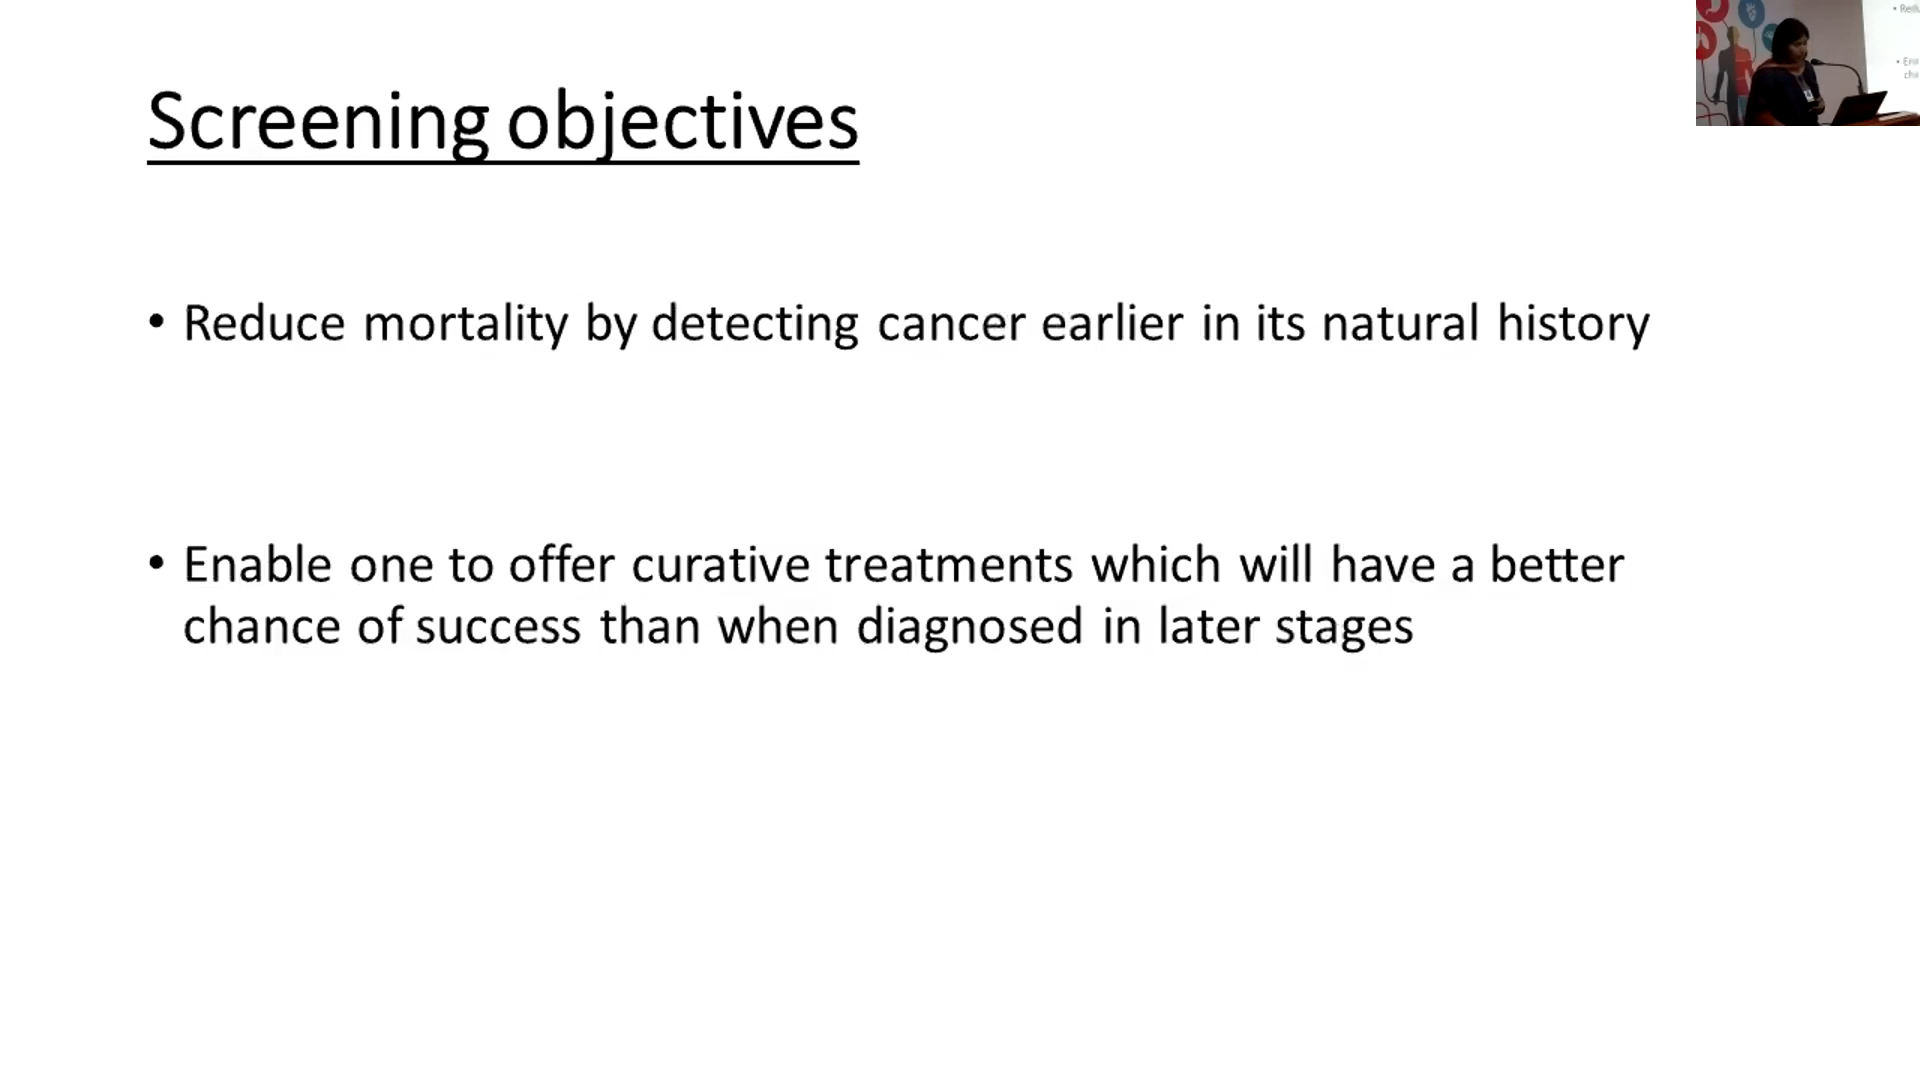 Screening objectives
• Reduce mortality by detecting cancer earlier in its natural history
• Enable one to offer curative treatments which will have a better
chance of success than when diagnosed in later stages